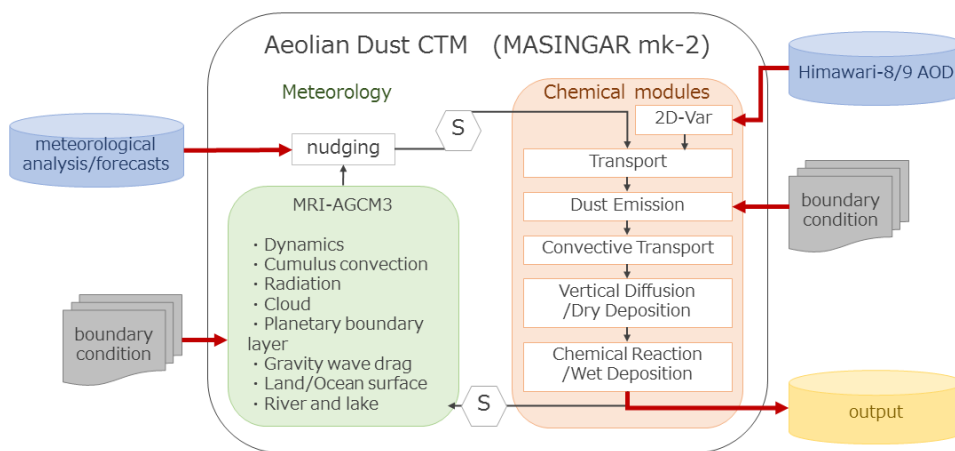 Aeolian Dust CTM (MASINGAR mk-2)
Himawari-8/9 AOD
Meteorology
Chemical modules
S
2D-Var
meteorological
analysis/forecasts
nudging
Transport
MRI-AGCM3
Dust Emission
boundary
condition
・Dynamics
・Cumulus convection
・Radiation
・Cloud
・Planetary boundary
layer
・Gravity wave drag
・Land/Ocean surface
・River and lake
Convective Transport
Vertical Diffusion
/Dry Deposition
boundary
condition
Chemical Reaction
/Wet Deposition
S
output